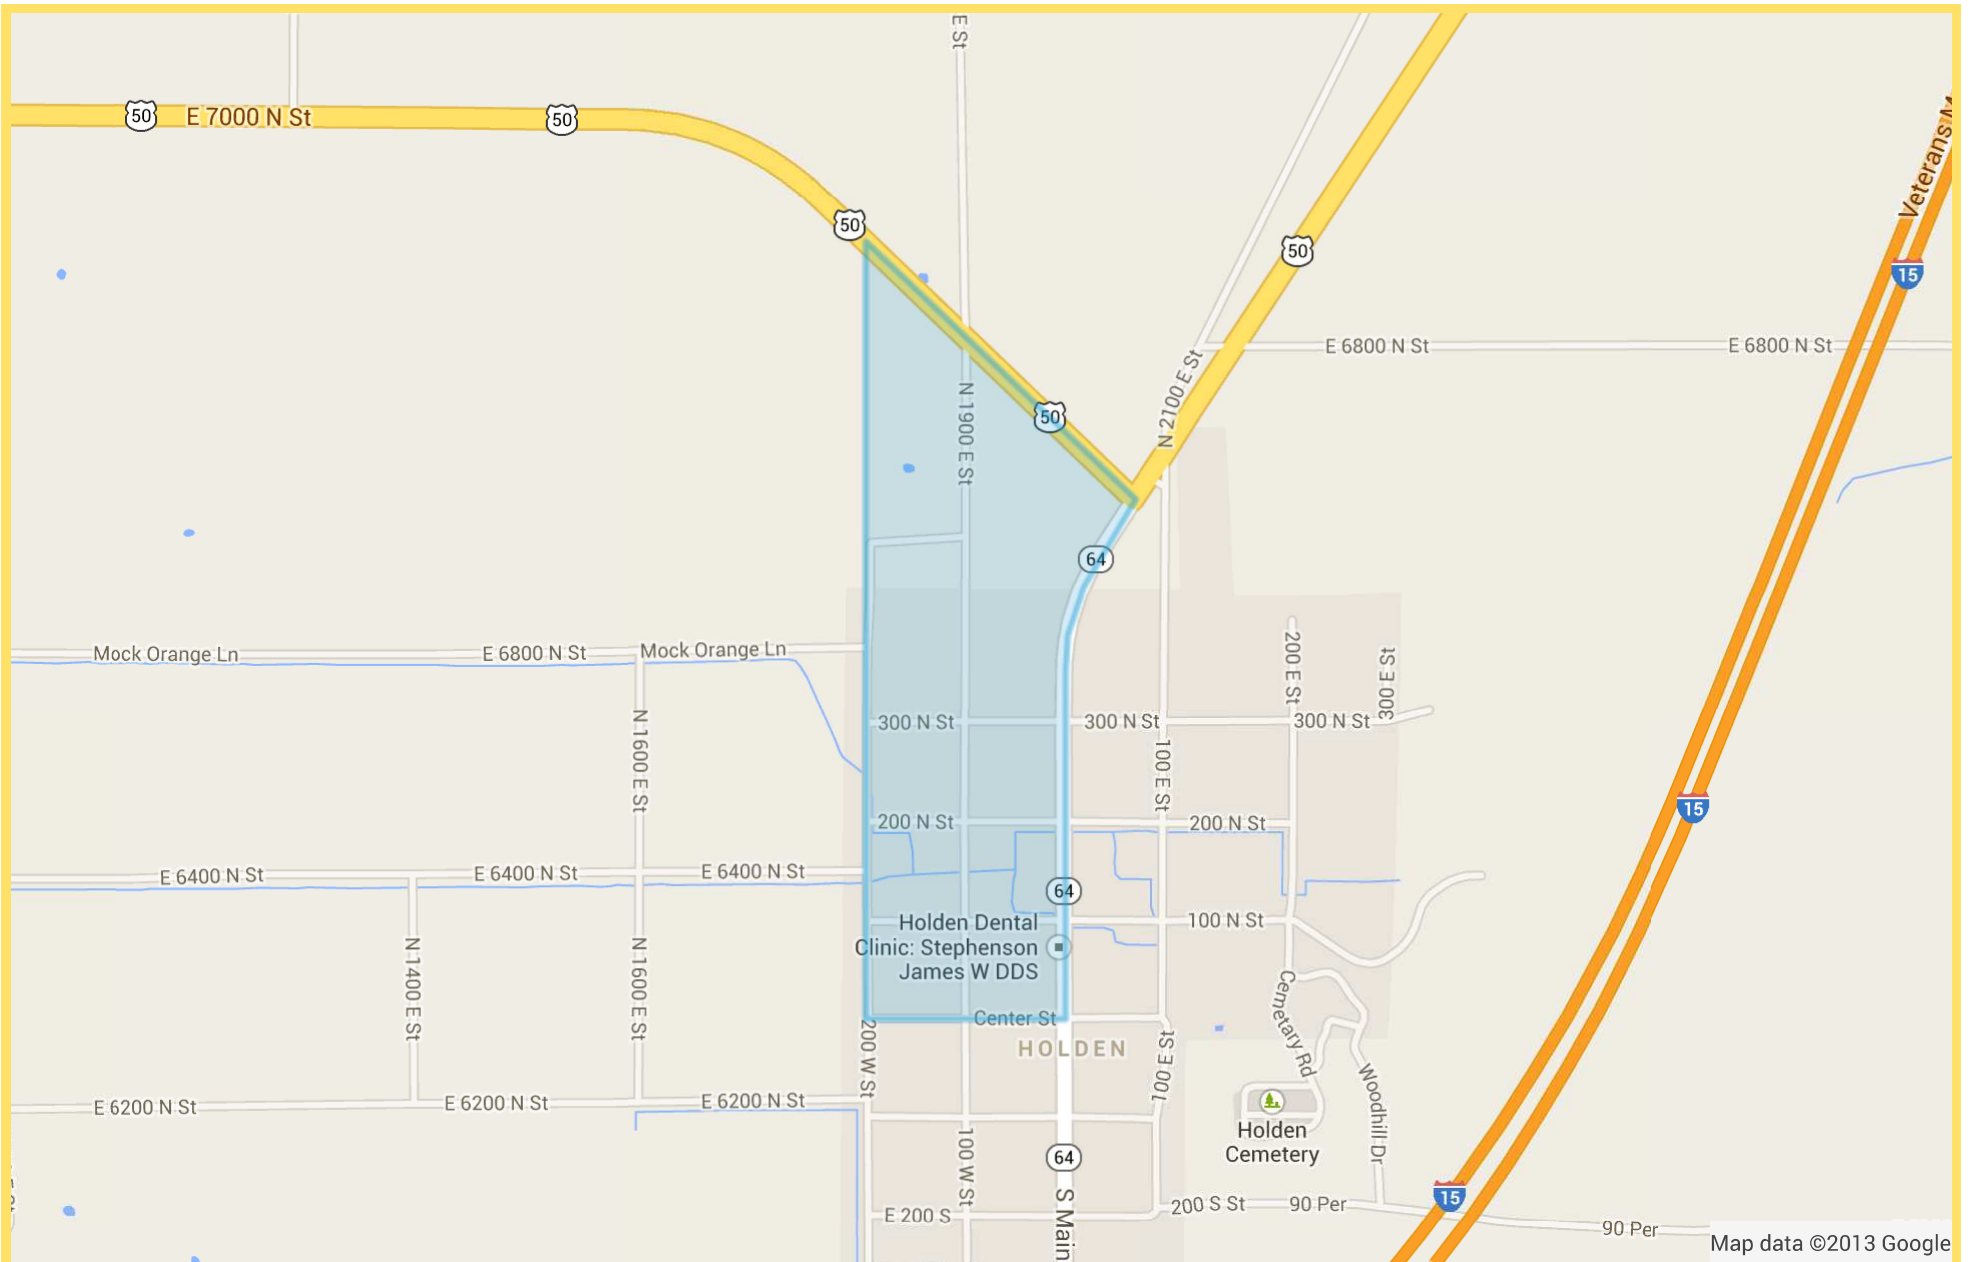 E St
50
E 7000 N St
50
Veterans M
50
50
15
E 6800 N St
E 6800 N St
N 2100 E St
N 1900 E St
50
64
Mock Orange Ln
E 6800 N St
Mock Orange Ln
200 E St
300 E St
N 1600 E St
300 N St
300 N St
300 N St
100 E St
15
200 N St
200 N St
E 6400 N St
E 6400 N St
E 6400 N St
64
Holden Dental
Clinic: Stephenson
James W DDS
100 N St
N 1400 E St
N 1600 E St
Cemetary Rd
Center St
200 W St
HOLDEN
100 E St
Woodhill Dr
E 6200 N St
E 6200 N St
E 6200 N St
Holden
Cemetery
100 W St
64
15
S Main
E 200 S
200 S St
90 Per
90 Per
Map data ©2013 Google